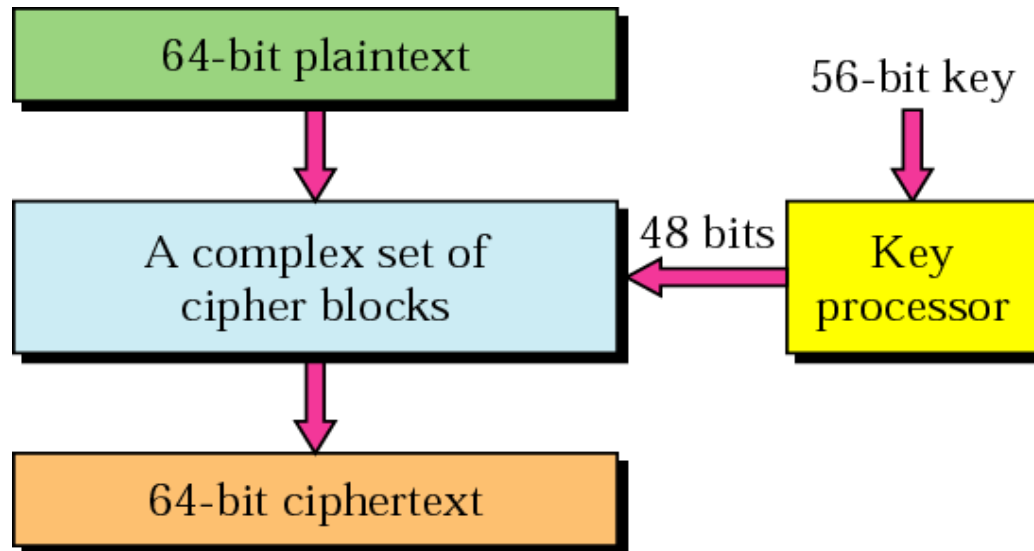 64-bit plaintext
56-bit key
A complex set of
cipher blocks
48 bits
Key
processor
64-bit ciphertext